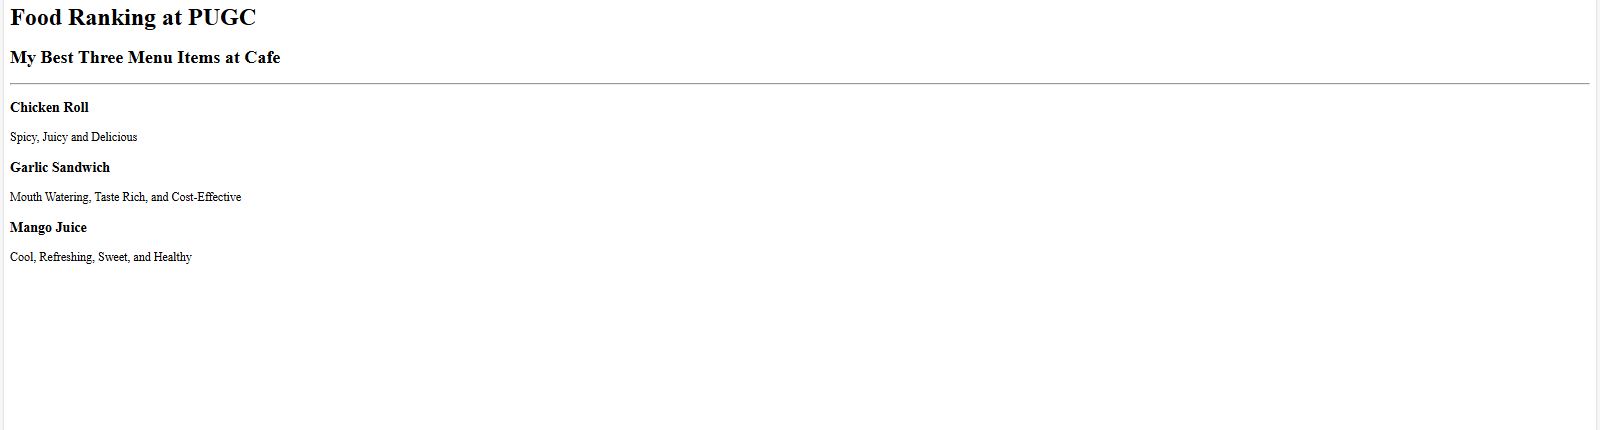 Food Ranking at PUGC
My Best Three Menu Items at Cafe
Chicken Roll
Spicy, Juicy and Delicious
Garlic Sandwich
Mouth Watering, Taste Rich, and Cost-Effective
Mango Juice
Cool, Refreshing, Sweet, and Healthy